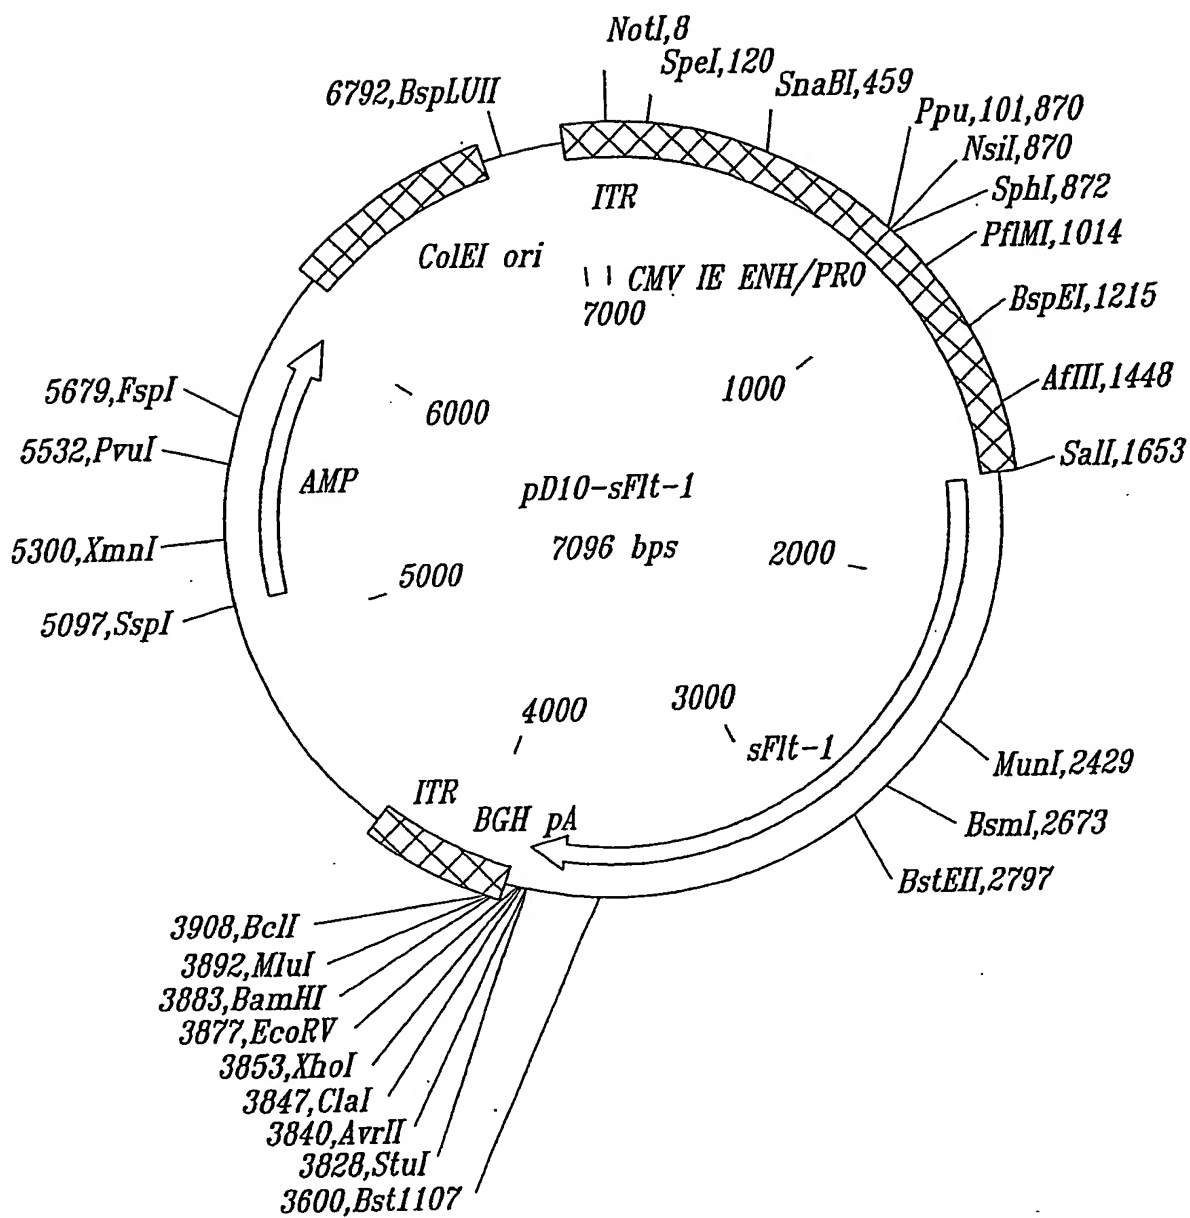 NotI,8
SpeI,120
SnaBI,459
6792,BspLUII
Ppu,101,870
NsiI,870
SphI,872
PflMI,1014
BspEI,1215
AflII,1448
SalI,1653
ITR
ColEI ori
CMV IE ENH/PRO
7000
1000
6000
5679,FspI
5532,PvuI
AMP
pD10-sFlt-1
7096 bps
5300,XmnI
5000
2000
5097,SspI
4000
3000
sFlt-1
MunI,2429
BsmI,2673
BstEII,2797
ITR
BGH pA
3908,BclI
3892,MluI
3883,BamHI
3877,EcoRV
3853,XhoI
3847,ClaI
3840,AvrII
3828,StuI
3600,Bst1107